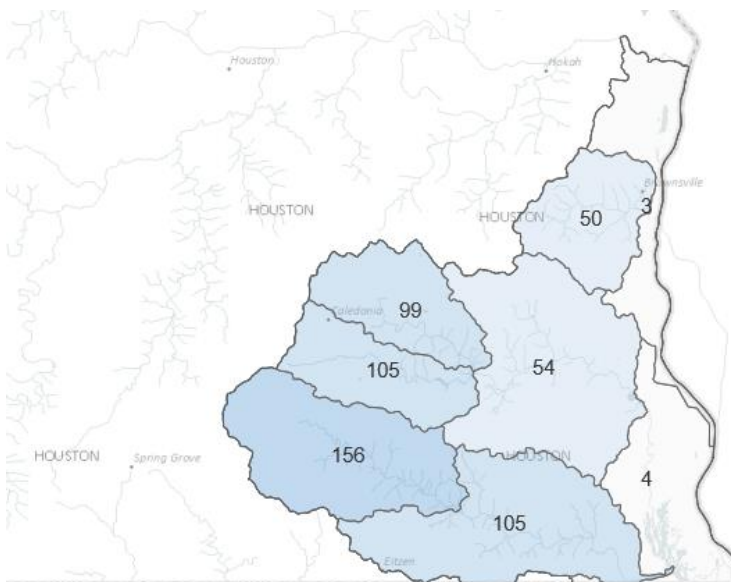 Houston
Hokah
Brownsville
3
HOUSTON
HOUSTON
50
99
Caledonia
105
54
156
HOUSTON
Spring Grove
HOUSTON
4
105
Eitzen